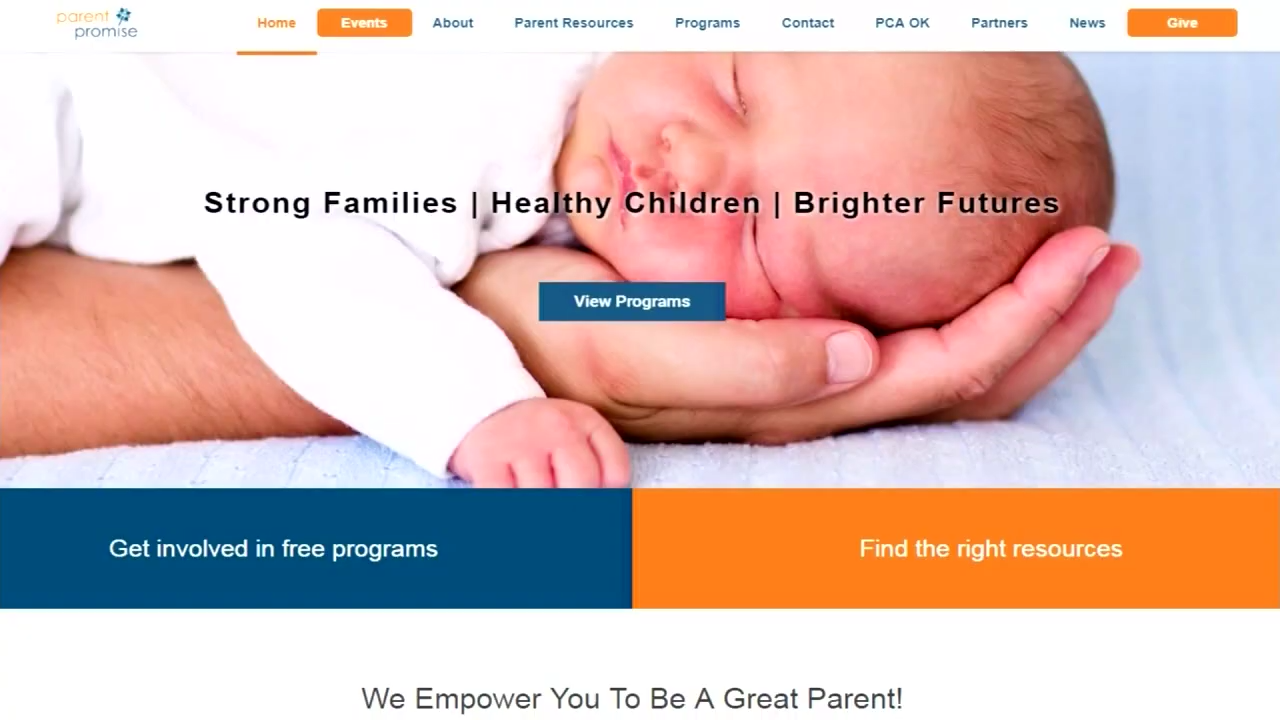 parent
promise
Home Events About Parent Resources Programs Contact PCA OK Partners News Give
Strong Families | Healthy Children | Brighter Futures
View Programs
Get involved in free programs
Find the right resources
We Empower You To Be A Great Parent!